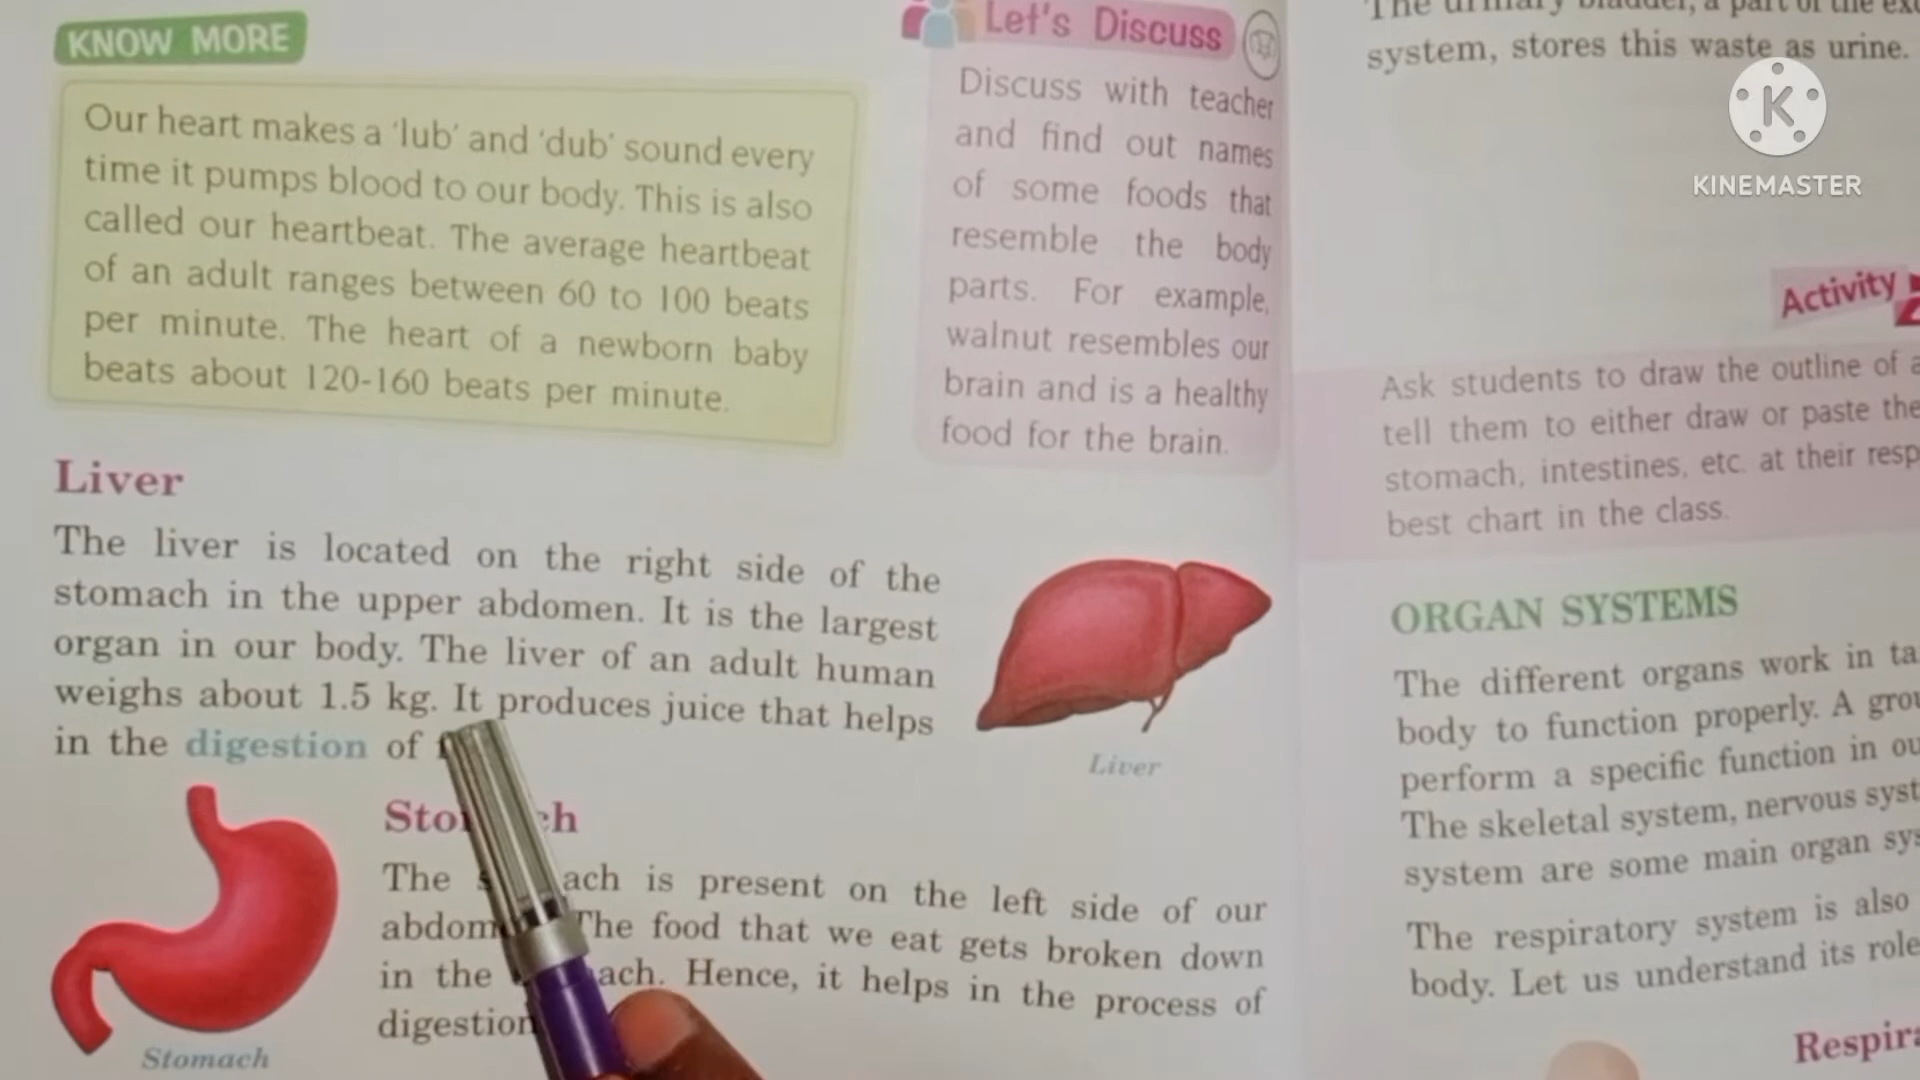 KNOW MORE
Our heart makes a 'lub' and 'dub' sound every
time it pumps blood to our body. This is also
called our heartbeat. The average heartbeat
of an adult ranges between 60 to 100 beats
per minute. The heart of a newborn baby
beats about 120-160 beats per minute.
Let's Discuss
Discuss with teacher
and find out names
of some foods that
resemble the body
parts. For example,
walnut resembles our
brain and is a healthy
food for the brain.
Liver
The liver is located on the right side of the
stomach in the upper abdomen. It is the largest
organ in our body. The liver of an adult human
weighs about 1.5 kg. It produces juice that helps
in the digestion of
Liver
The is present on the left side of our
The food that we eat gets broken down
in the Hence, it helps in the process of
digestion
Stomach
The urinary bladder, a part of the
system, stores this waste as urine.
KINEMASTER
Activity
Ask students to draw the outline of
tell them to either draw or paste the
stomach, intestines, etc. at their
best chart in the class.
ORGAN SYSTEMS
The different organs work in
body to function properly. A
perform a specific function in
The skeletal system, nervous
system are some main organ
The respiratory system is also
body. Let us understand its role